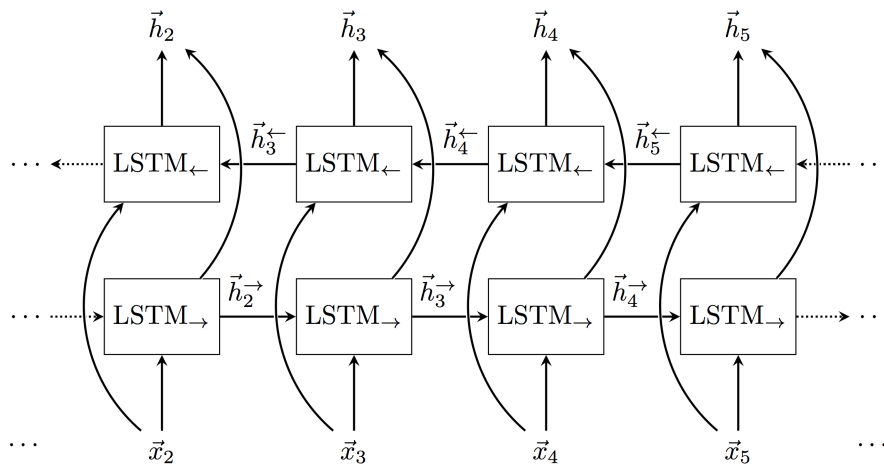 h⃗₂ h⃗₃ h⃗₄ h⃗₅
h⃗₃← h⃗₄← h⃗₅←
··· LSTM← LSTM← LSTM← LSTM← ···
h⃗₂→ h⃗₃→ h⃗₄→
··· LSTM→ LSTM→ LSTM→ LSTM→ ···
··· x⃗₂ x⃗₃ x⃗₄ x⃗₅ ···